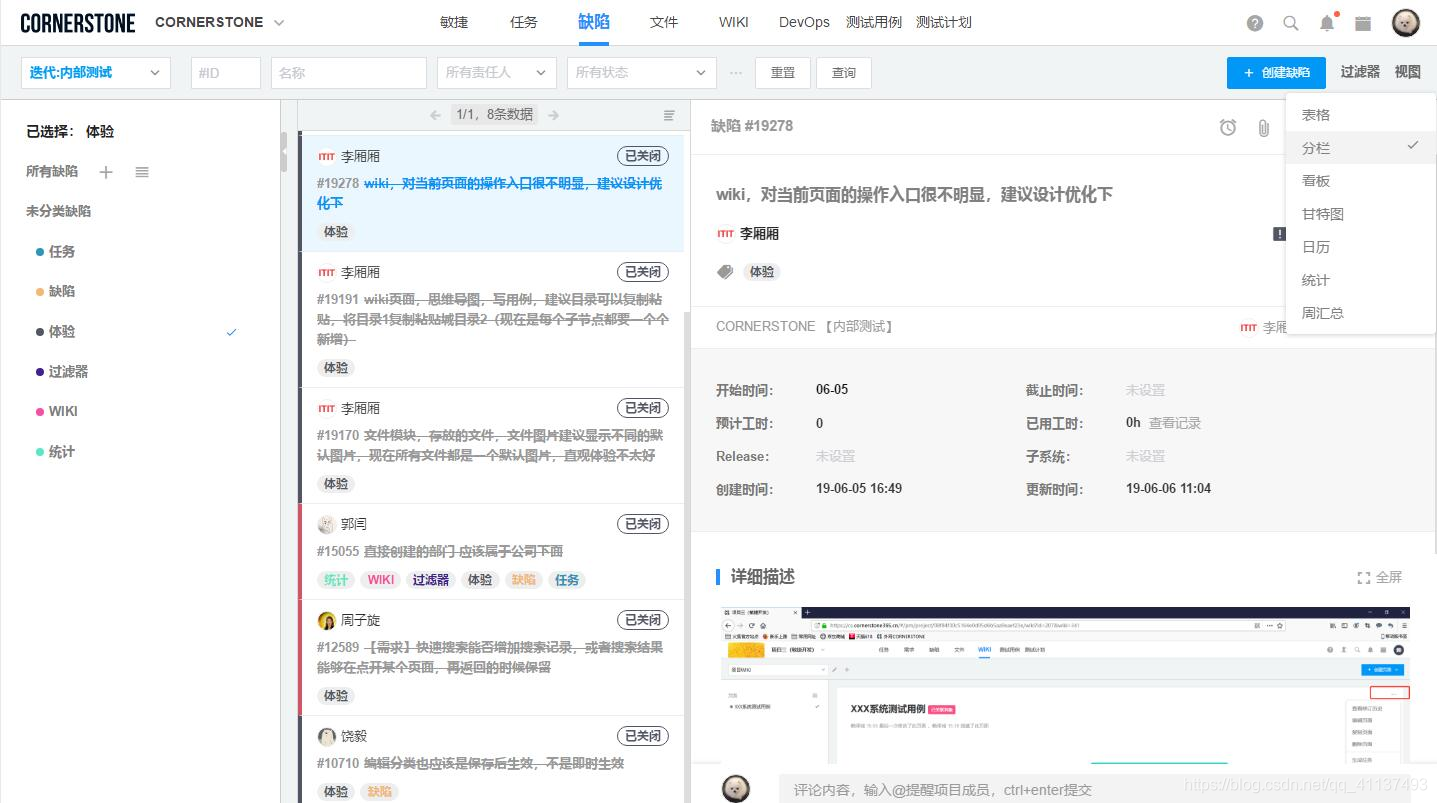 CORNERSTONE CORNERSTONE 敏捷 任务 缺陷 文件 WIKI DevOps 测试用例 测试计划
迭代:内部测试 #ID 名称 所有责任人 所有状态 ... 重置 查询 + 创建缺陷 过滤器 视图
已选择： 体验
所有缺陷
未分类缺陷
任务
缺陷
体验
过滤器
WIKI
统计
1/1，8条数据
李厢厢 已关闭
#19278 wiki，对当前页面的操作入口很不明显，建议设计优
化下
体验
李厢厢 已关闭
#19191 wiki页面，思维导图，写用例，建议目录可以复制粘
贴，将目录1复制粘贴城目录2（现在是每个子节点都要一个个
新增）
体验
李厢厢 已关闭
#19170 文件模块，存放的文件，文件图片建议显示不同的默
认图片，现在所有文件都是一个默认图片，直观体验不太好
体验
郭闫 已关闭
#15055 直接创建的部门 应该属于公司下面
统计 WIKI 过滤器 体验 缺陷 任务
周子旋 已关闭
#12589 【需求】快速搜索能否增加搜索记录，或者搜索结果
能够在点开某个页面，再返回的时候保留
体验
饶毅 已关闭
#10710 编辑分类也应该是保存后生效，不是即时生效
体验 缺陷
缺陷 #19278
wiki，对当前页面的操作入口很不明显，建议设计优化下
ITIT 李厢厢
体验
CORNERSTONE 【内部测试】 ITIT 李厢
开始时间： 06-05 截止时间： 未设置
预计工时： 0 已用工时： 0h 查看记录
Release： 未设置 子系统： 未设置
创建时间： 19-06-05 16:49 更新时间： 19-06-06 11:04
详细描述 全屏
表格
分栏
看板
甘特图
日历
统计
周汇总
任务 需求 缺陷 文件 WIKI 测试用例 测试计划
XXX系统测试用例
评论内容，输入@提醒项目成员，ctrl+enter提交
https://blog.csdn.net/qq_41137493